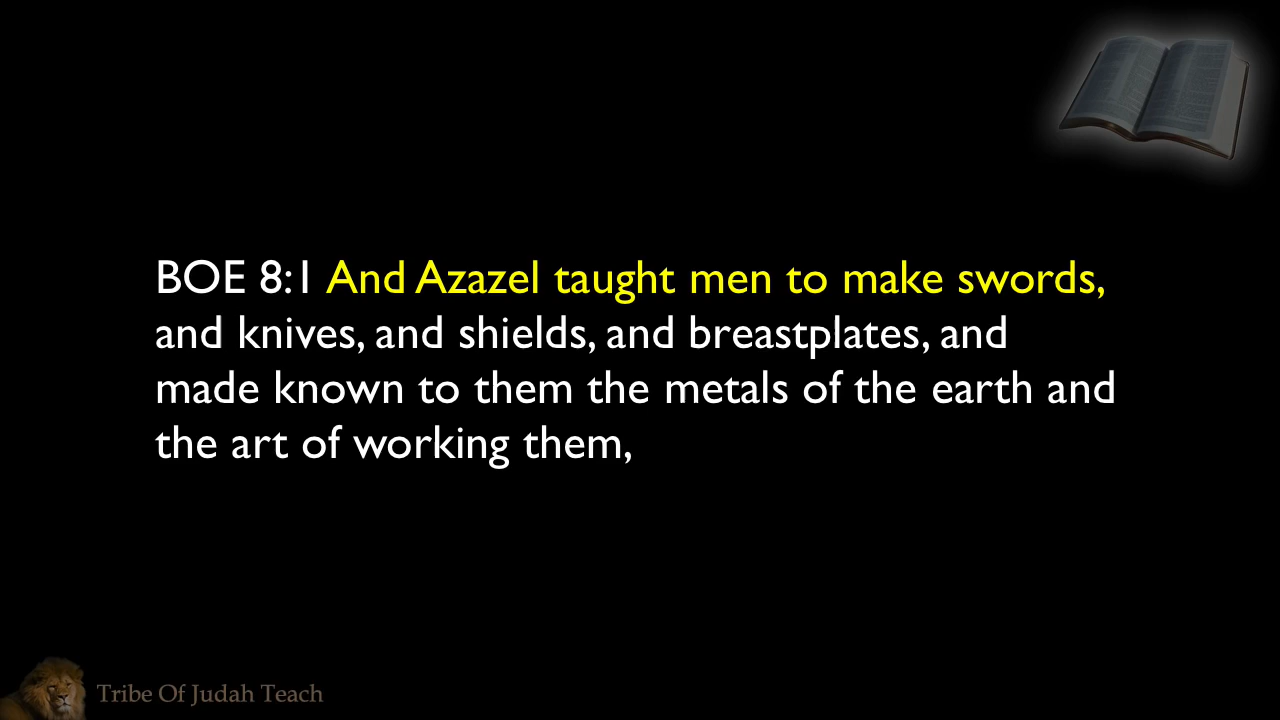 BOE 8:1 And Azazel taught men to make swords,
and knives, and shields, and breastplates, and
made known to them the metals of the earth and
the art of working them,
Tribe Of Judah Teach